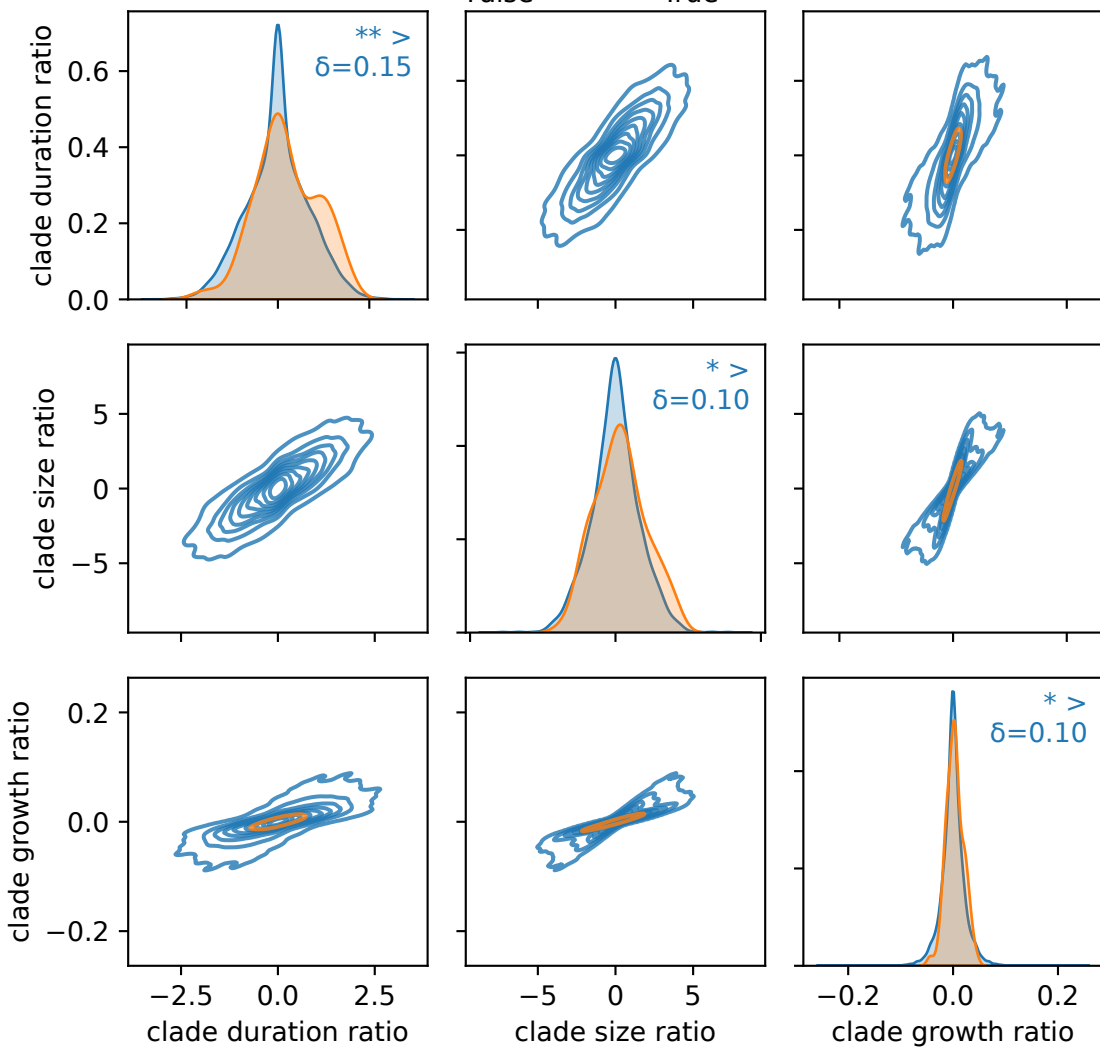 ** >
δ=0.15
0.6
0.4
0.2
0.0
clade duration ratio
* >
δ=0.10
5
0
−5
clade size ratio
* >
δ=0.10
0.2
0.0
−0.2
clade growth ratio
−2.5 0.0 2.5
−5 0 5
−0.2 0.0 0.2
clade duration ratio
clade size ratio
clade growth ratio